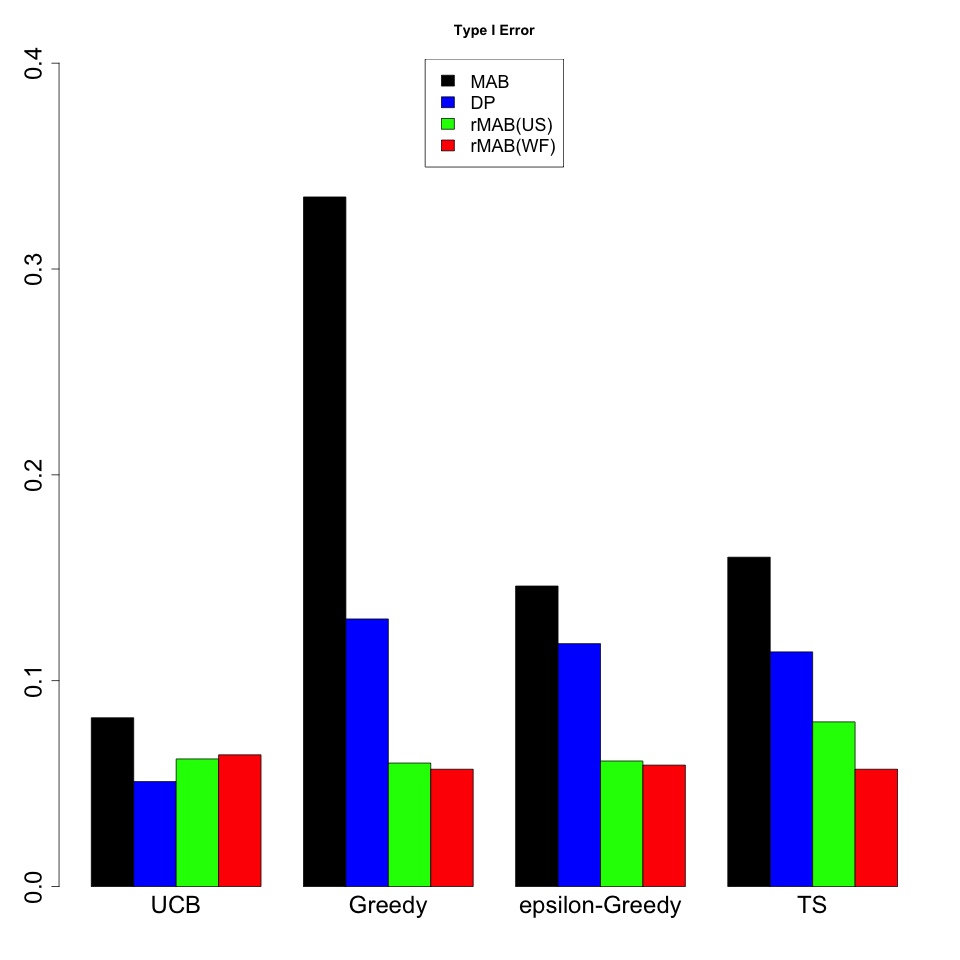 Type I Error
MAB
DP
rMAB(US)
rMAB(WF)
0.4
0.3
0.2
0.1
0.0
UCB Greedy epsilon-Greedy TS